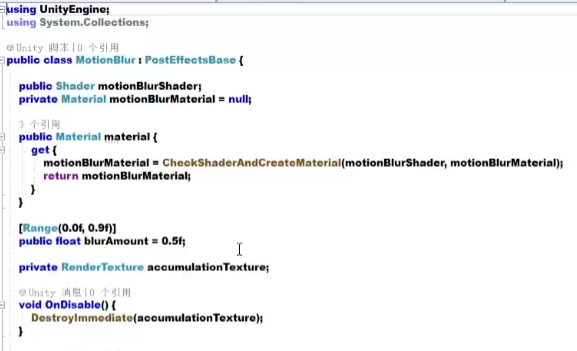 using UnityEngine;
using System.Collections;
Unity 脚本|0 个引用
public class MotionBlur : PostEffectsBase {
public Shader motionBlurShader;
private Material motionBlurMaterial = null;
3 个引用
public Material material {
get {
motionBlurMaterial = CheckShaderAndCreateMaterial(motionBlurShader, motionBlurMaterial);
return motionBlurMaterial;
}
}
[Range(0.0f, 0.9f)]
public float blurAmount = 0.5f;
private RenderTexture accumulationTexture;
Unity 消息|0 个引用
void OnDisable() {
DestroyImmediate(accumulationTexture);
}